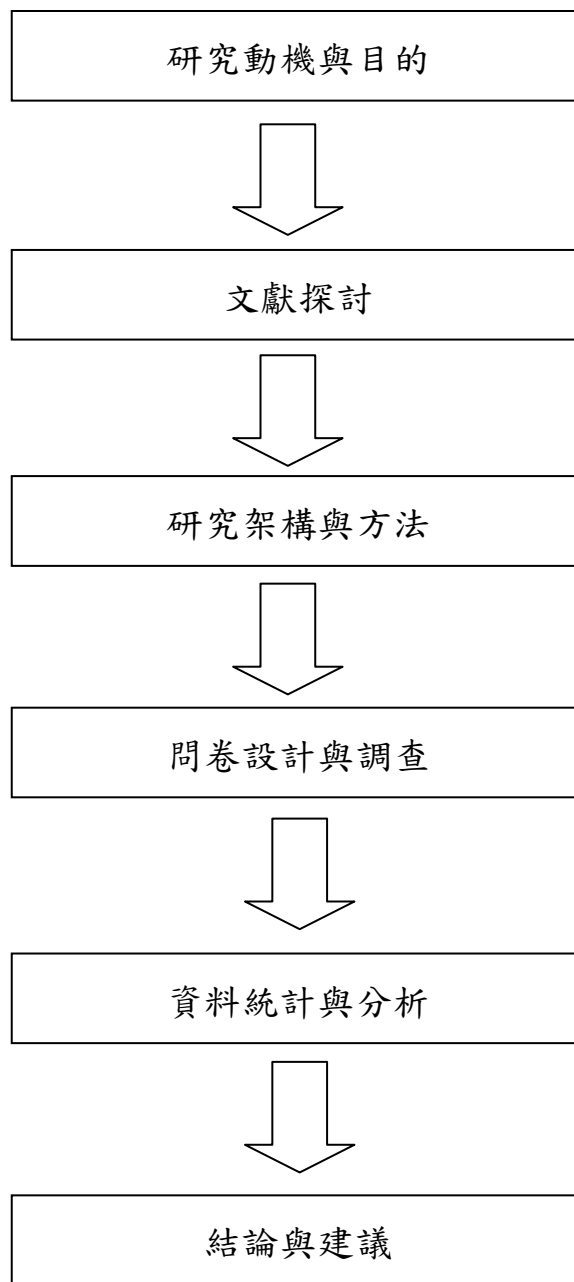 研究動機與目的
文獻探討
研究架構與方法
問卷設計與調查
資料統計與分析
結論與建議